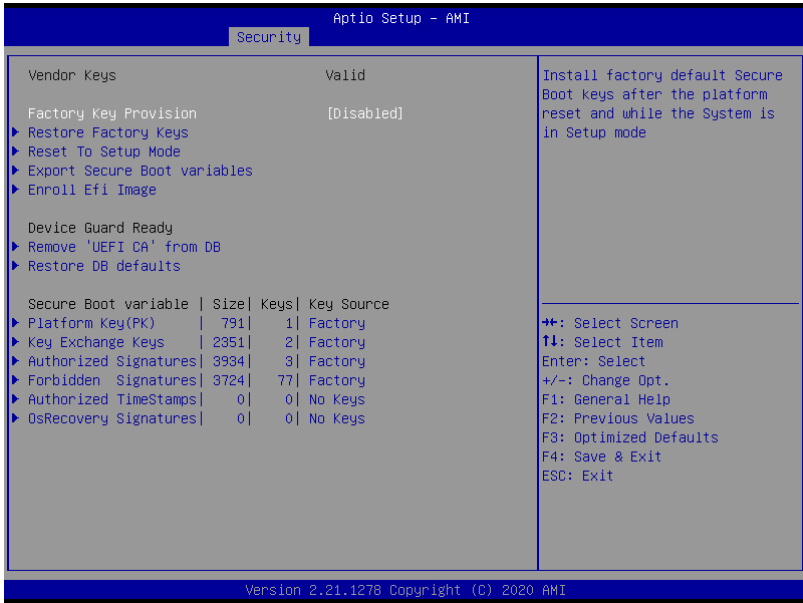 Aptio Setup – AMI
Security
Vendor Keys Valid
Factory Key Provision [Disabled]
Restore Factory Keys
Reset To Setup Mode
Export Secure Boot variables
Enroll Efi Image
Device Guard Ready
Remove 'UEFI CA' from DB
Restore DB defaults
Secure Boot variable | Size| Keys| Key Source
Platform Key(PK) | 791| 1| Factory
Key Exchange Keys | 2351| 2| Factory
Authorized Signatures| 3934| 3| Factory
Forbidden Signatures| 3724| 77| Factory
Authorized TimeStamps| 0| 0| No Keys
OsRecovery Signatures| 0| 0| No Keys
Install factory default Secure
Boot keys after the platform
reset and while the System is
in Setup mode
→←: Select Screen
↑↓: Select Item
Enter: Select
+/-: Change Opt.
F1: General Help
F2: Previous Values
F3: Optimized Defaults
F4: Save & Exit
ESC: Exit
Version 2.21.1278 Copyright (C) 2020 AMI